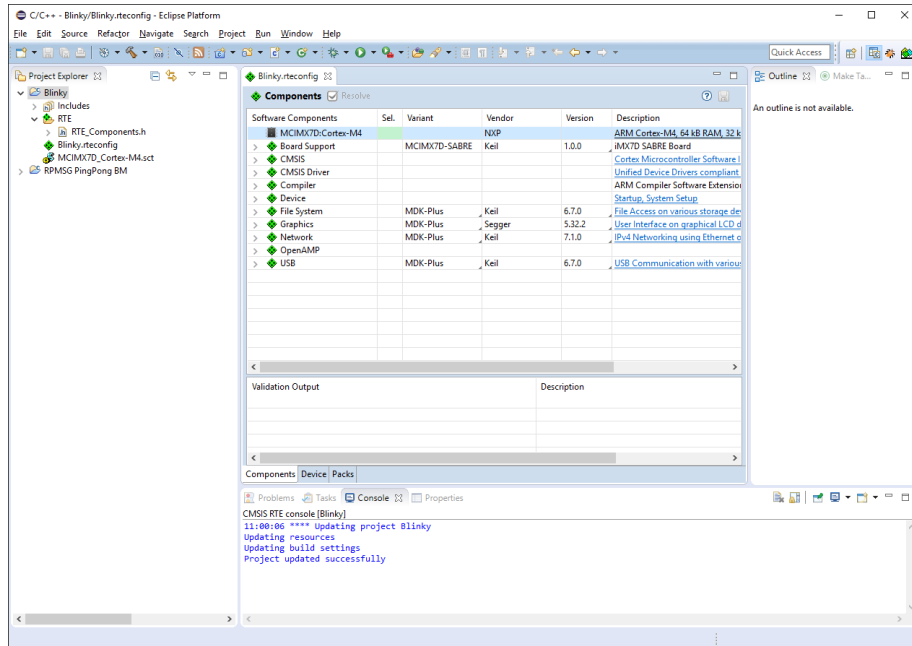 C/C++ - Blinky/Blinky.rteconfig - Eclipse Platform
File Edit Source Refactor Navigate Search Project Run Window Help
Quick Access
Project Explorer
Blinky
Includes
RTE
RTE_Components.h
Blinky.rteconfig
MCIMX7D_Cortex-M4.sct
RPMSG PingPong BM
Blinky.rteconfig
Components Resolve
Software Components Sel. Variant Vendor Version Description
MCIMX7D:Cortex-M4 NXP ARM Cortex-M4, 64 kB RAM, 32 k
Board Support MCIMX7D-SABRE Keil 1.0.0 iMX7D SABRE Board
CMSIS Cortex Microcontroller Software I
CMSIS Driver Unified Device Drivers compliant
Compiler ARM Compiler Software Extension
Device Startup, System Setup
File System MDK-Plus Keil 6.7.0 File Access on various storage dev
Graphics MDK-Plus Segger 5.32.2 User Interface on graphical LCD d
Network MDK-Plus Keil 7.1.0 IPv4 Networking using Ethernet o
OpenAMP
USB MDK-Plus Keil 6.7.0 USB Communication with various
Validation Output Description
Components Device Packs
Outline Make Ta...
An outline is not available.
Problems Tasks Console Properties
CMSIS RTE console [Blinky]
11:00:06 **** Updating project Blinky
Updating resources
Updating build settings
Project updated successfully